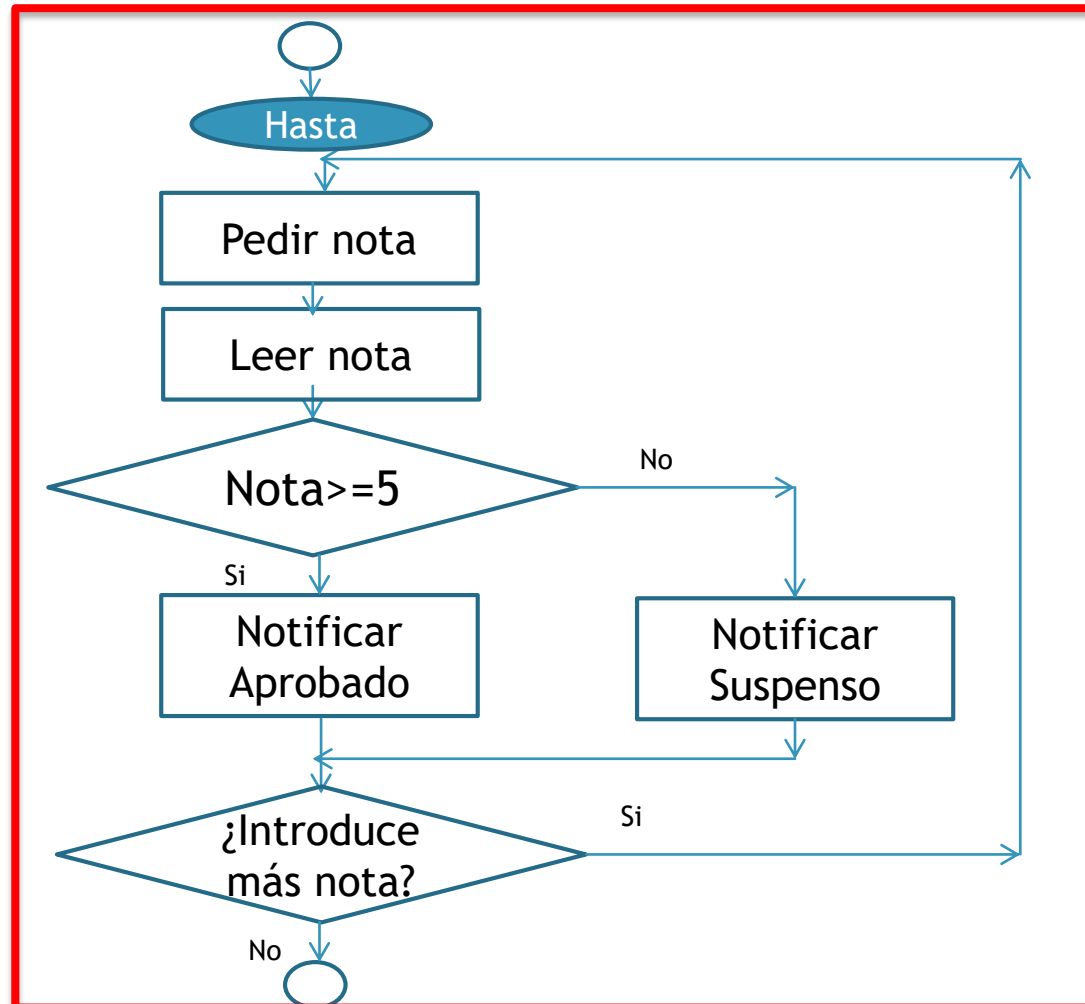 Hasta
Pedir nota
Leer nota
Nota>=5
No
Si
Notificar
Aprobado
Notificar
Suspenso
¿Introduce
más nota?
Si
No